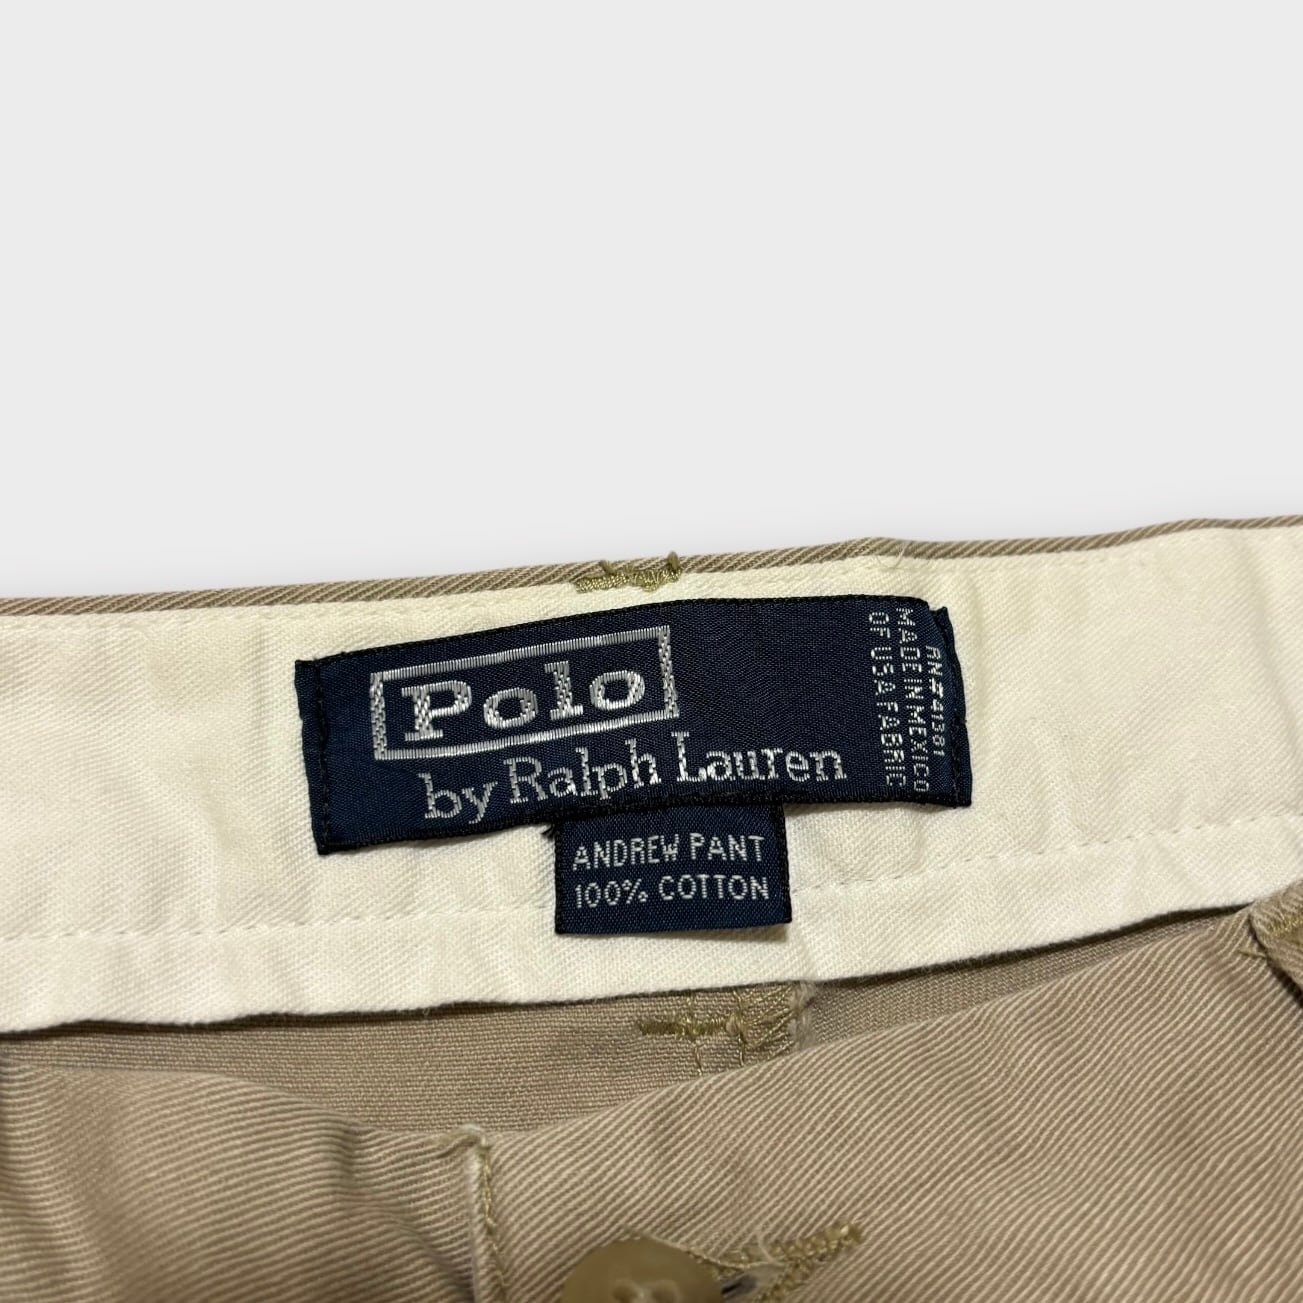 Polo
by Ralph Lauren
RN#41381
MADE IN MEXICO
OF USA FABRIC
ANDREW PANT
100% COTTON